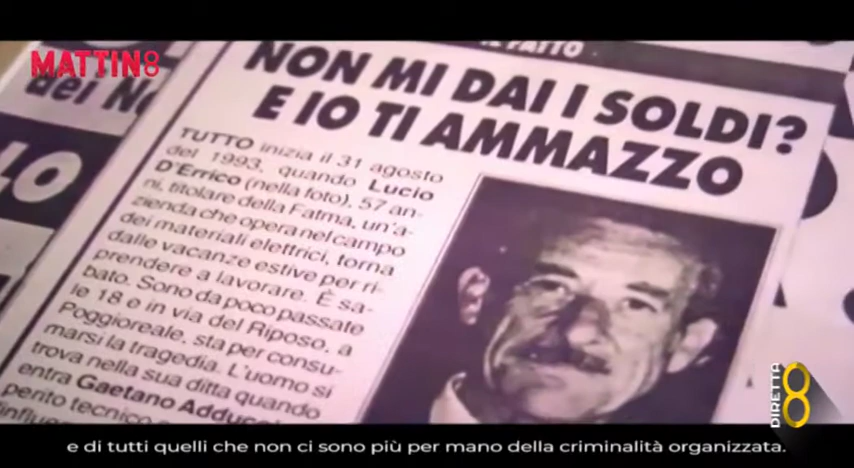 MATTIN8
IL FATTO
NON MI DAI I SOLDI?
E IO TI AMMAZZO
TUTTO inizia il 31 agosto
del 1993, quando Lucio
D'Errico (nella foto), 57 an-
ni, titolare della Fatma, un'a-
zienda che opera nel campo
dei materiali elettrici, torna
dalle vacanze estive per ri-
prendere a lavorare. È sa-
bato. Sono da poco passate
le 18 e in via del Riposo, a
Poggioreale, sta per consu-
marsi la tragedia. L'uomo si
trova nella sua ditta quando
entra Gaetano
perito tecnico
dei
LO
DIRETTA 8
e di tutti quelli che non ci sono più per mano della criminalità organizzata.